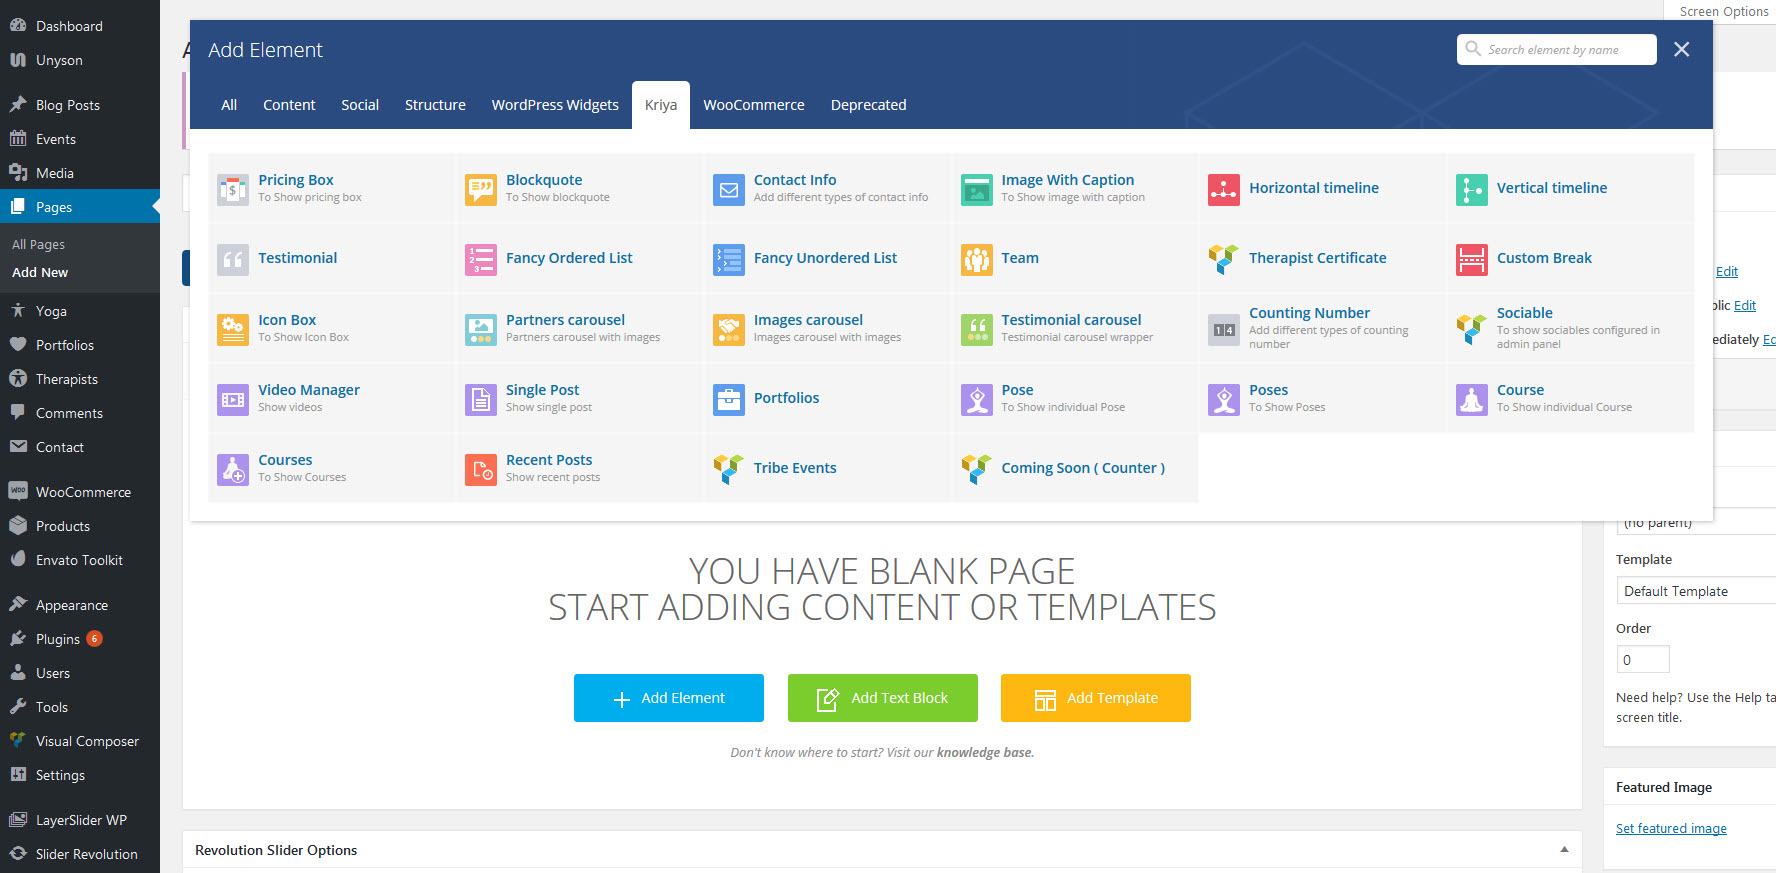 Dashboard
Unyson
Blog Posts
Events
Media
Pages
All Pages
Add New
Yoga
Portfolios
Therapists
Comments
Contact
WooCommerce
Products
Envato Toolkit
Appearance
Plugins 6
Users
Tools
Visual Composer
Settings
LayerSlider WP
Slider Revolution
Screen Options
Add Element
Search element by name
All Content Social Structure WordPress Widgets Kriya WooCommerce Deprecated
Pricing Box
To Show pricing box
Blockquote
To Show blockquote
Contact Info
Add different types of contact info
Image With Caption
To Show image with caption
Horizontal timeline
Vertical timeline
Testimonial
Fancy Ordered List
Fancy Unordered List
Team
Therapist Certificate
Custom Break
Icon Box
To Show Icon Box
Partners carousel
Partners carousel with images
Images carousel
Images carousel with images
Testimonial carousel
Testimonial carousel wrapper
Counting Number
Add different types of counting
number
Sociable
To show sociables configured in
admin panel
Video Manager
Show videos
Single Post
Show single post
Portfolios
Pose
To Show individual Pose
Poses
To Show Poses
Course
To Show individual Course
Courses
To Show Courses
Recent Posts
Show recent posts
Tribe Events
Coming Soon ( Counter )
Edit
blic Edit
nediately Ec
YOU HAVE BLANK PAGE
START ADDING CONTENT OR TEMPLATES
Add Element
Add Text Block
Add Template
Don't know where to start? Visit our knowledge base.
Revolution Slider Options
(no parent)
Template
Default Template
Order
0
Need help? Use the Help ta
screen title.
Featured Image
Set featured image